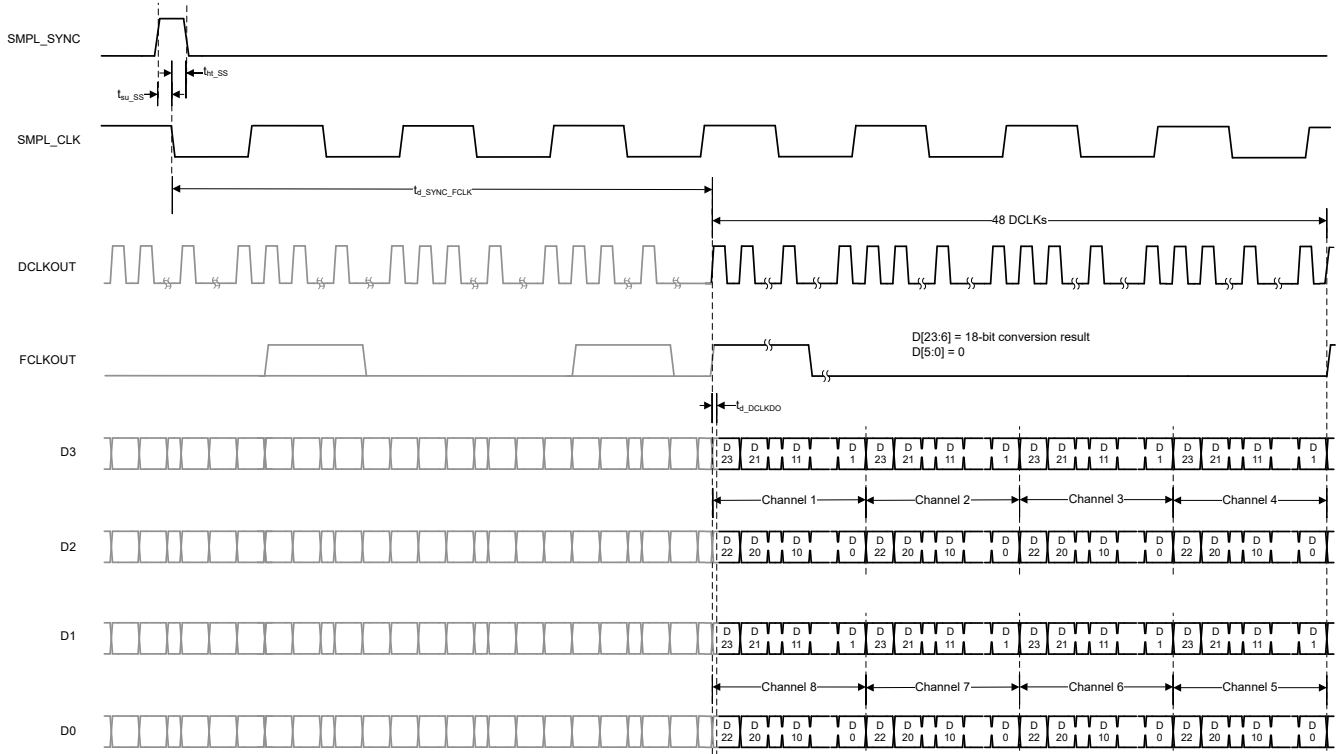 SMPL_SYNC
tht_SS
tsu_SS
SMPL_CLK
td_SYNC_FCLK
48 DCLKs
DCLKOUT
FCLKOUT
D[23:6] = 18-bit conversion result
D[5:0] = 0
td_DCLKDO
D3
D D D D D D D D D D D D D D D D
23 21 11 1 23 21 11 1 23 21 11 1 23 21 11 1
Channel 1 Channel 2 Channel 3 Channel 4
D2
D D D D D D D D D D D D D D D D
22 20 10 0 22 20 10 0 22 20 10 0 22 20 10 0
D1
D D D D D D D D D D D D D D D D
23 21 11 1 23 21 11 1 23 21 11 1 23 21 11 1
Channel 8 Channel 7 Channel 6 Channel 5
D0
D D D D D D D D D D D D D D D D
22 20 10 0 22 20 10 0 22 20 10 0 22 20 10 0